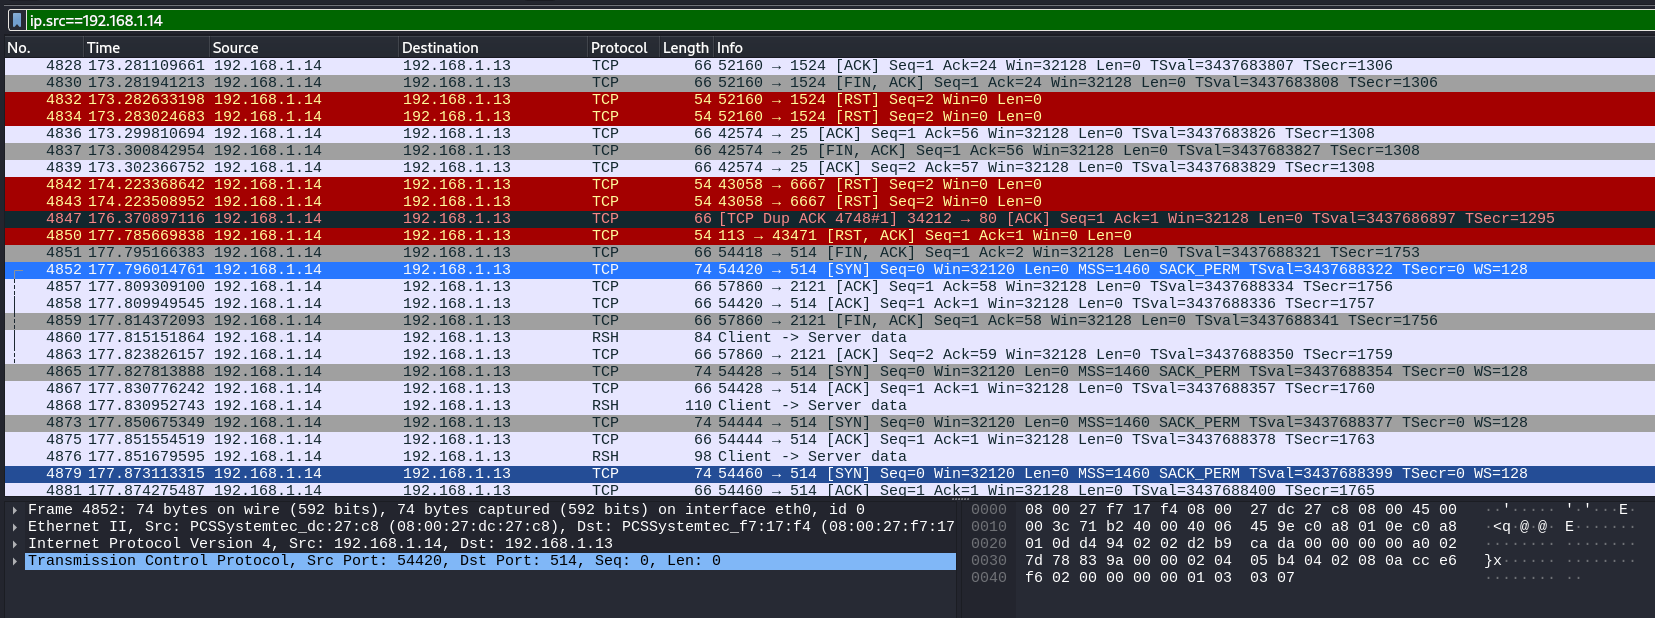 ip.src==192.168.1.14
No. Time Source Destination Protocol Length Info
4828 173.281109661 192.168.1.14 192.168.1.13 TCP 66 52160 → 1524 [ACK] Seq=1 Ack=24 Win=32128 Len=0 TSval=3437683807 TSecr=1306
4830 173.281941213 192.168.1.14 192.168.1.13 TCP 66 52160 → 1524 [FIN, ACK] Seq=1 Ack=24 Win=32128 Len=0 TSval=3437683808 TSecr=1306
4832 173.282633198 192.168.1.14 192.168.1.13 TCP 54 52160 → 1524 [RST] Seq=2 Win=0 Len=0
4834 173.283024683 192.168.1.14 192.168.1.13 TCP 54 52160 → 1524 [RST] Seq=2 Win=0 Len=0
4836 173.299810694 192.168.1.14 192.168.1.13 TCP 66 42574 → 25 [ACK] Seq=1 Ack=56 Win=32128 Len=0 TSval=3437683826 TSecr=1308
4837 173.300842954 192.168.1.14 192.168.1.13 TCP 66 42574 → 25 [FIN, ACK] Seq=1 Ack=56 Win=32128 Len=0 TSval=3437683827 TSecr=1308
4839 173.302366752 192.168.1.14 192.168.1.13 TCP 66 42574 → 25 [ACK] Seq=2 Ack=57 Win=32128 Len=0 TSval=3437683829 TSecr=1308
4842 174.223368642 192.168.1.14 192.168.1.13 TCP 54 43058 → 6667 [RST] Seq=2 Win=0 Len=0
4843 174.223508952 192.168.1.14 192.168.1.13 TCP 54 43058 → 6667 [RST] Seq=2 Win=0 Len=0
4847 176.370897116 192.168.1.14 192.168.1.13 TCP 66 [TCP Dup ACK 4748#1] 34212 → 80 [ACK] Seq=1 Ack=1 Win=32128 Len=0 TSval=3437686897 TSecr=1295
4850 177.785669838 192.168.1.14 192.168.1.13 TCP 54 113 → 43471 [RST, ACK] Seq=1 Ack=1 Win=0 Len=0
4851 177.795166383 192.168.1.14 192.168.1.13 TCP 66 54418 → 514 [FIN, ACK] Seq=1 Ack=2 Win=32128 Len=0 TSval=3437688321 TSecr=1753
4852 177.796014761 192.168.1.14 192.168.1.13 TCP 74 54420 → 514 [SYN] Seq=0 Win=32120 Len=0 MSS=1460 SACK_PERM TSval=3437688322 TSecr=0 WS=128
4857 177.809309100 192.168.1.14 192.168.1.13 TCP 66 57860 → 2121 [ACK] Seq=1 Ack=58 Win=32128 Len=0 TSval=3437688334 TSecr=1756
4858 177.809949545 192.168.1.14 192.168.1.13 TCP 66 54420 → 514 [ACK] Seq=1 Ack=1 Win=32128 Len=0 TSval=3437688336 TSecr=1757
4859 177.814372093 192.168.1.14 192.168.1.13 TCP 66 57860 → 2121 [FIN, ACK] Seq=1 Ack=58 Win=32128 Len=0 TSval=3437688341 TSecr=1756
4860 177.815151864 192.168.1.14 192.168.1.13 RSH 84 Client -> Server data
4863 177.823826157 192.168.1.14 192.168.1.13 TCP 66 57860 → 2121 [ACK] Seq=2 Ack=59 Win=32128 Len=0 TSval=3437688350 TSecr=1759
4865 177.827813888 192.168.1.14 192.168.1.13 TCP 74 54428 → 514 [SYN] Seq=0 Win=32120 Len=0 MSS=1460 SACK_PERM TSval=3437688354 TSecr=0 WS=128
4867 177.830776242 192.168.1.14 192.168.1.13 TCP 66 54428 → 514 [ACK] Seq=1 Ack=1 Win=32128 Len=0 TSval=3437688357 TSecr=1760
4868 177.830952743 192.168.1.14 192.168.1.13 RSH 110 Client -> Server data
4873 177.850675349 192.168.1.14 192.168.1.13 TCP 74 54444 → 514 [SYN] Seq=0 Win=32120 Len=0 MSS=1460 SACK_PERM TSval=3437688377 TSecr=0 WS=128
4875 177.851554519 192.168.1.14 192.168.1.13 TCP 66 54444 → 514 [ACK] Seq=1 Ack=1 Win=32128 Len=0 TSval=3437688378 TSecr=1763
4876 177.851679595 192.168.1.14 192.168.1.13 RSH 98 Client -> Server data
4879 177.873113315 192.168.1.14 192.168.1.13 TCP 74 54460 → 514 [SYN] Seq=0 Win=32120 Len=0 MSS=1460 SACK_PERM TSval=3437688399 TSecr=0 WS=128
4881 177.874275487 192.168.1.14 192.168.1.13 TCP 66 54460 → 514 [ACK] Seq=1 Ack=1 Win=32128 Len=0 TSval=3437688400 TSecr=1765
Frame 4852: 74 bytes on wire (592 bits), 74 bytes captured (592 bits) on interface eth0, id 0
Ethernet II, Src: PCSSystemtec_dc:27:c8 (08:00:27:dc:27:c8), Dst: PCSSystemtec_f7:17:f4 (08:00:27:f7:17
Internet Protocol Version 4, Src: 192.168.1.14, Dst: 192.168.1.13
Transmission Control Protocol, Src Port: 54420, Dst Port: 514, Seq: 0, Len: 0
0000 08 00 27 f7 17 f4 08 00 27 dc 27 c8 08 00 45 00 ··'····· '·'···E·
0010 00 3c 71 b2 40 00 40 06 45 9e c0 a8 01 0e c0 a8 ·<q·@·@· E·······
0020 01 0d d4 94 02 02 d2 b9 ca da 00 00 00 00 a0 02 ········ ········
0030 7d 78 83 9a 00 00 02 04 05 b4 04 02 08 0a cc e6 }x······ ········
0040 f6 02 00 00 00 00 01 03 03 07 ········ ··